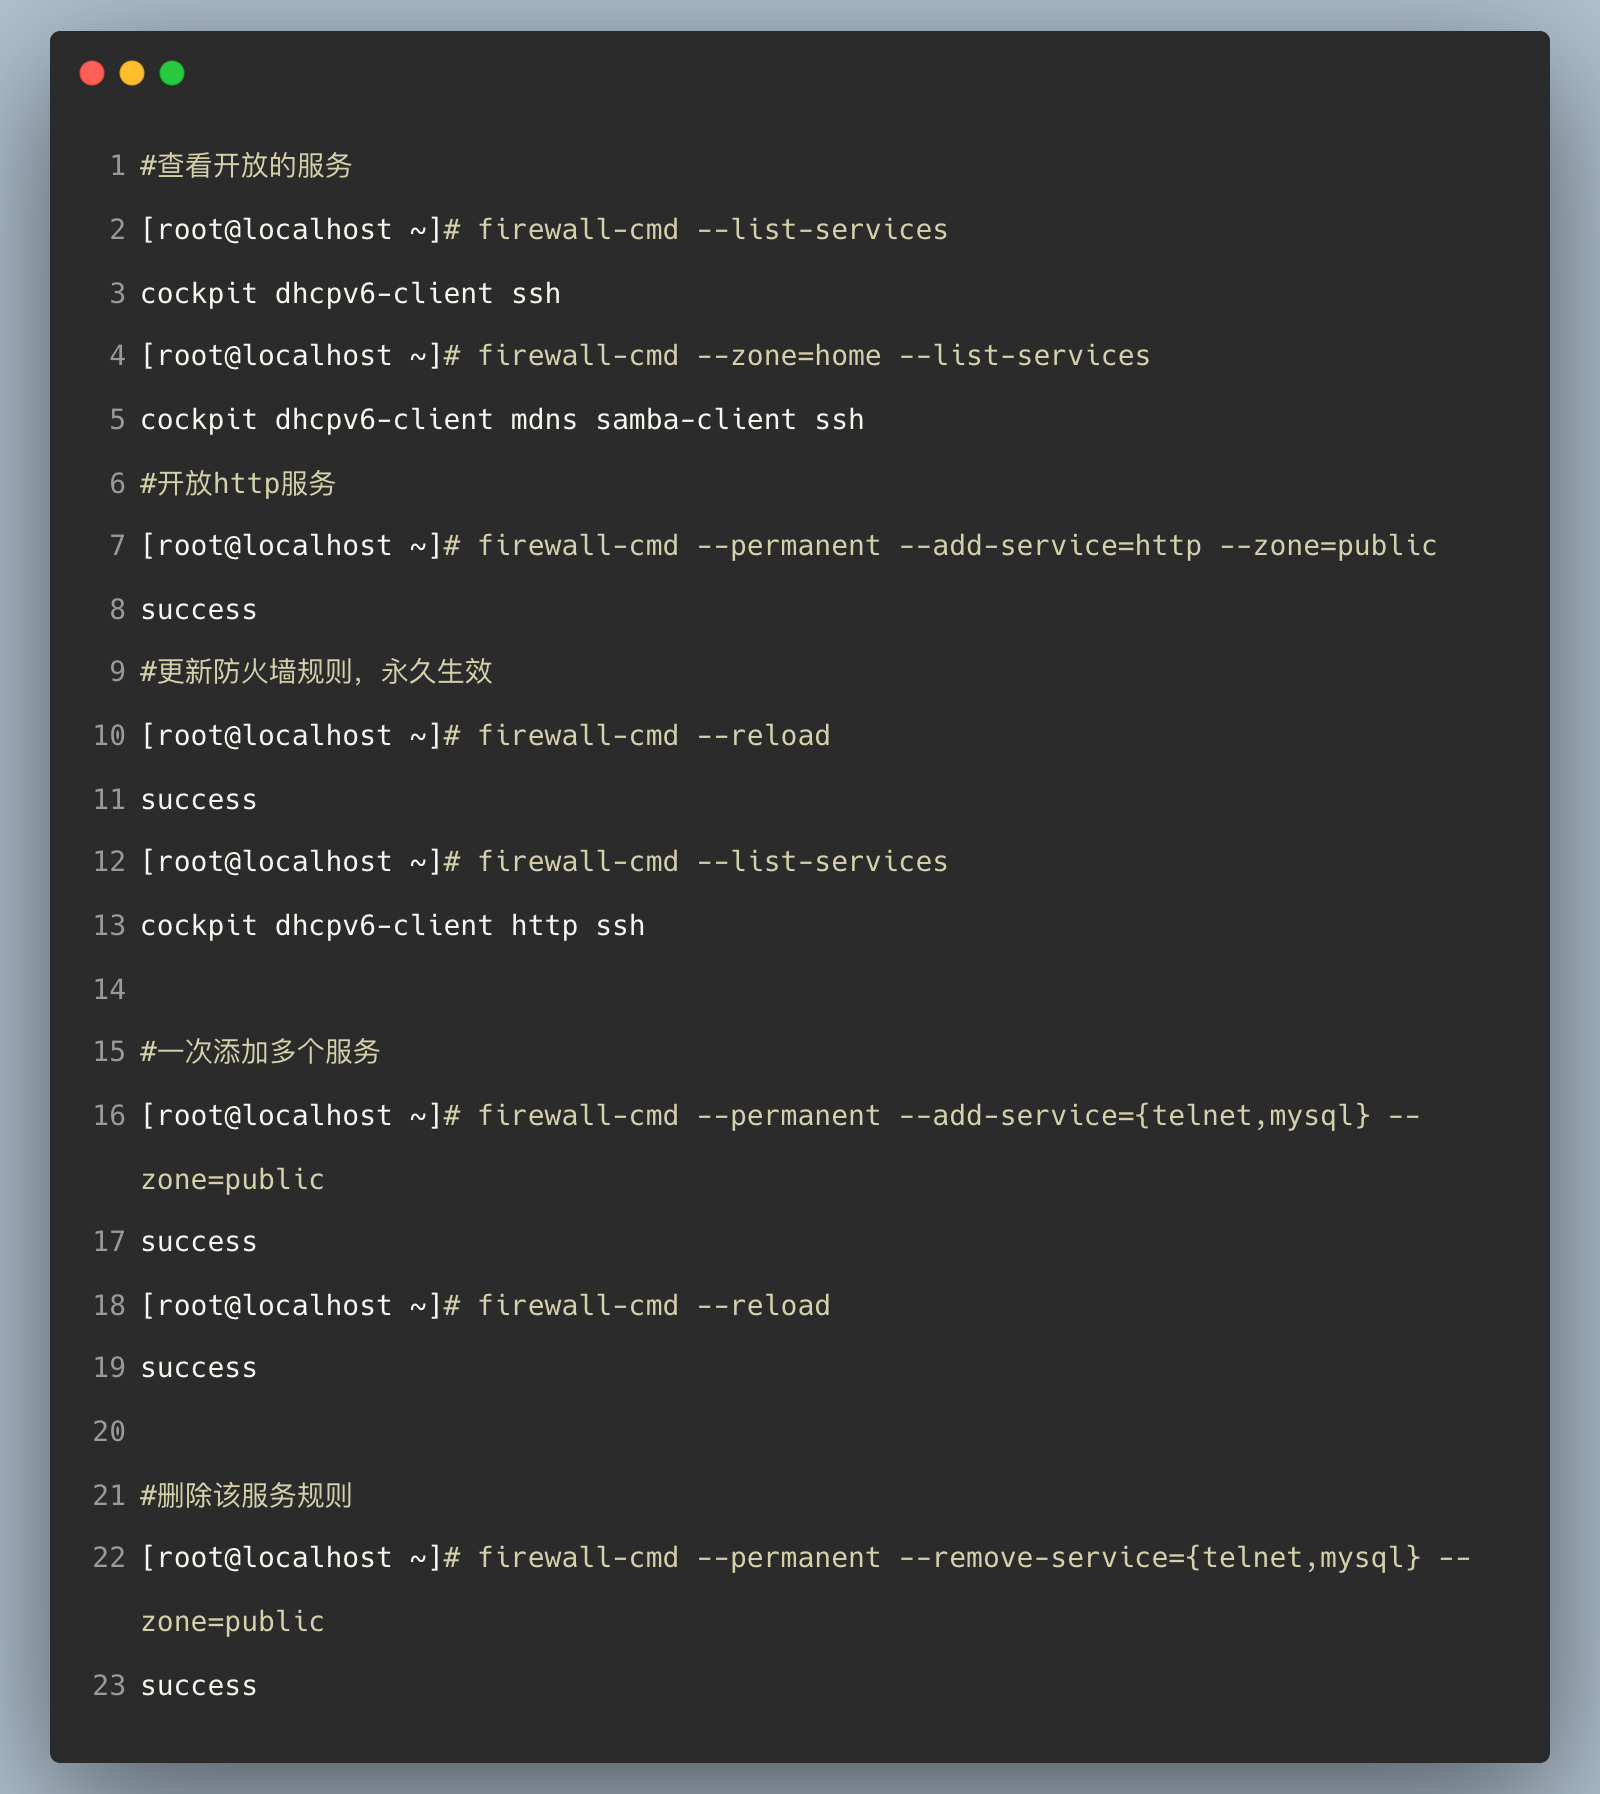 1 #查看开放的服务
2 [root@localhost ~]# firewall-cmd --list-services
3 cockpit dhcpv6-client ssh
4 [root@localhost ~]# firewall-cmd --zone=home --list-services
5 cockpit dhcpv6-client mdns samba-client ssh
6 #开放http服务
7 [root@localhost ~]# firewall-cmd --permanent --add-service=http --zone=public
8 success
9 #更新防火墙规则，永久生效
10 [root@localhost ~]# firewall-cmd --reload
11 success
12 [root@localhost ~]# firewall-cmd --list-services
13 cockpit dhcpv6-client http ssh
14
15 #一次添加多个服务
16 [root@localhost ~]# firewall-cmd --permanent --add-service={telnet,mysql} --
zone=public
17 success
18 [root@localhost ~]# firewall-cmd --reload
19 success
20
21 #删除该服务规则
22 [root@localhost ~]# firewall-cmd --permanent --remove-service={telnet,mysql} --
zone=public
23 success